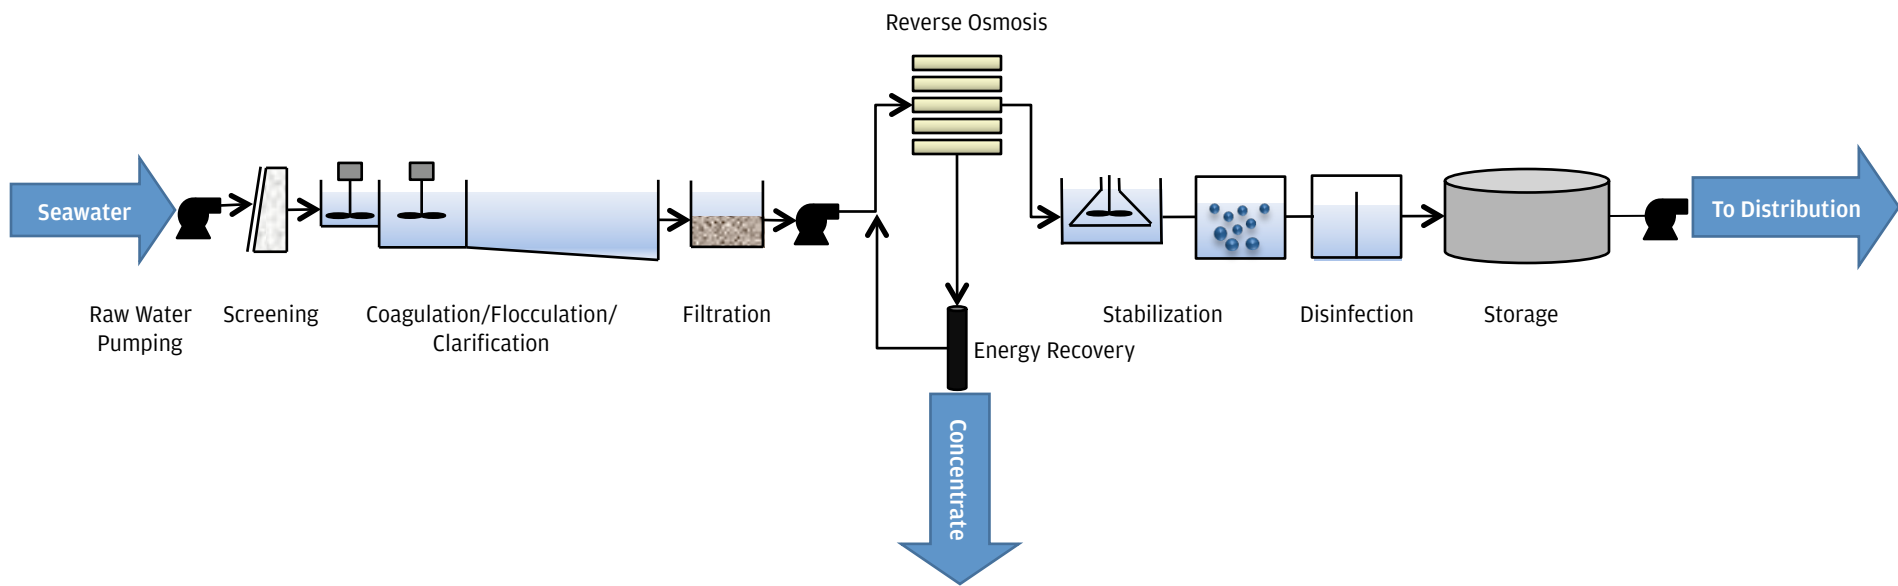 Reverse Osmosis
Seawater
To Distribution
Raw Water
Pumping
Screening
Coagulation/Flocculation/
Clarification
Filtration
Stabilization
Disinfection
Storage
Energy Recovery
Concentrate